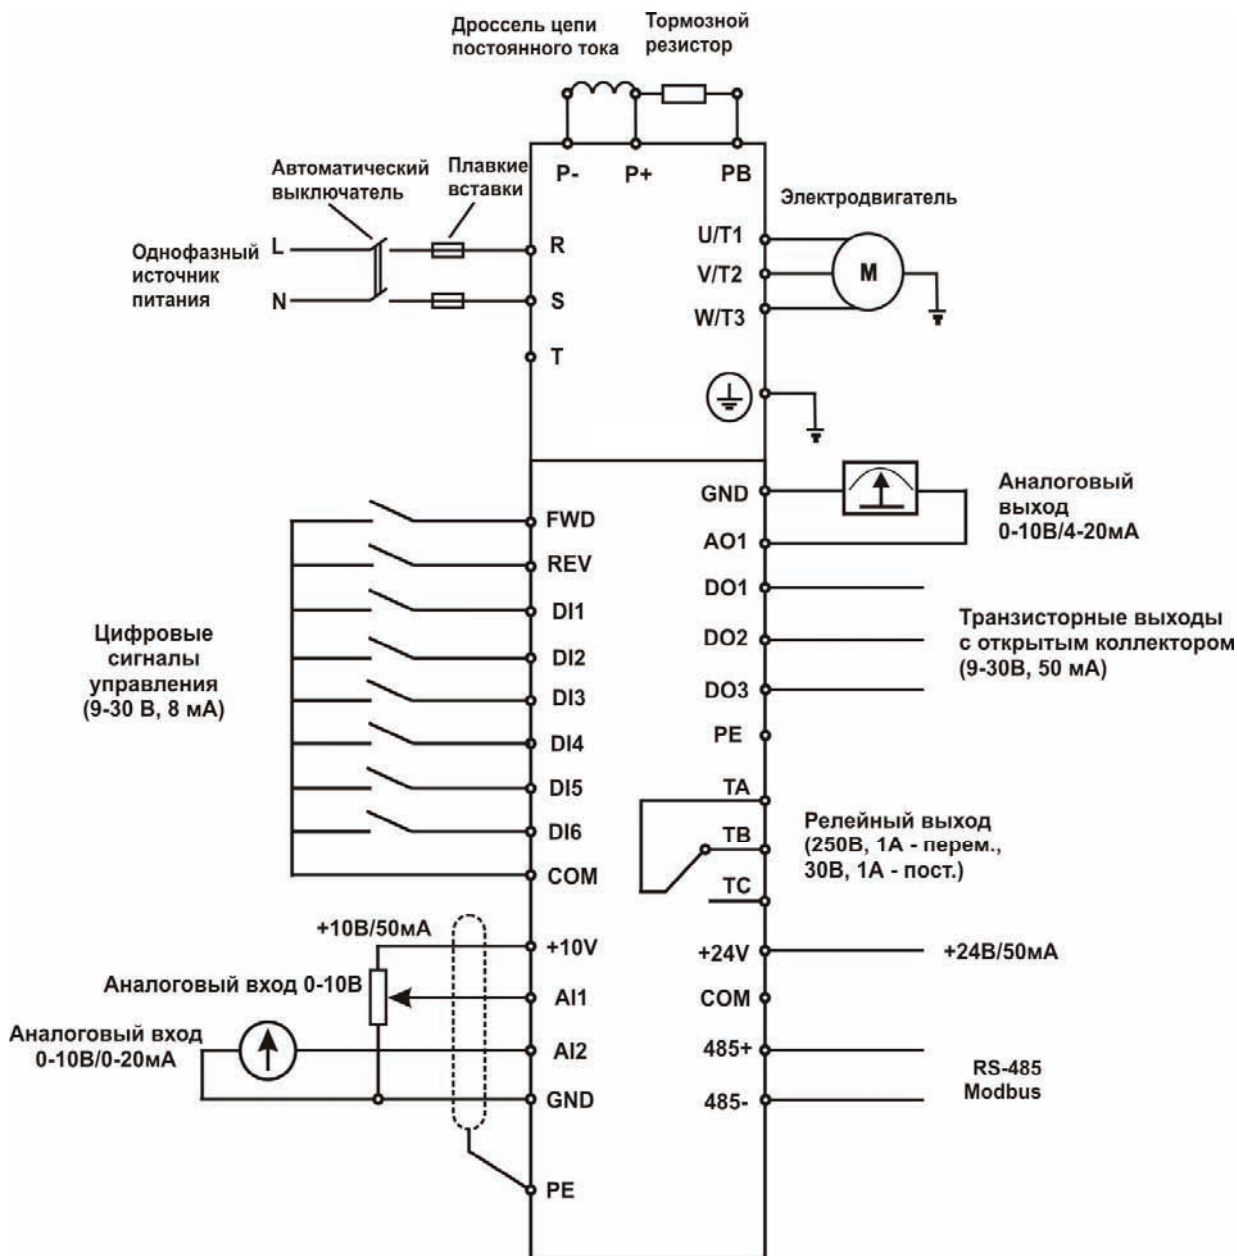 Дроссель цепи
постоянного тока
Тормозной
резистор
P-
P+
PB
Автоматический
выключатель
Плавкие
вставки
Электродвигатель
Однофазный
источник
питания
L
N
R
S
T
U/T1
V/T2
W/T3
M
GND
AO1
Аналоговый
выход
0-10В/4-20мА
FWD
REV
DI1
DI2
DI3
DI4
DI5
DI6
COM
Цифровые
сигналы
управления
(9-30 В, 8 мА)
DO1
DO2
DO3
Транзисторные выходы
с открытым коллектором
(9-30В, 50 мА)
PE
TA
TB
TC
Релейный выход
(250В, 1А - перем.,
30В, 1А - пост.)
+10В/50мА
+10V
Аналоговый вход 0-10В
AI1
Аналоговый вход
0-10В/0-20мА
AI2
GND
PE
+24V
+24В/50мА
COM
485+
485-
RS-485
Modbus